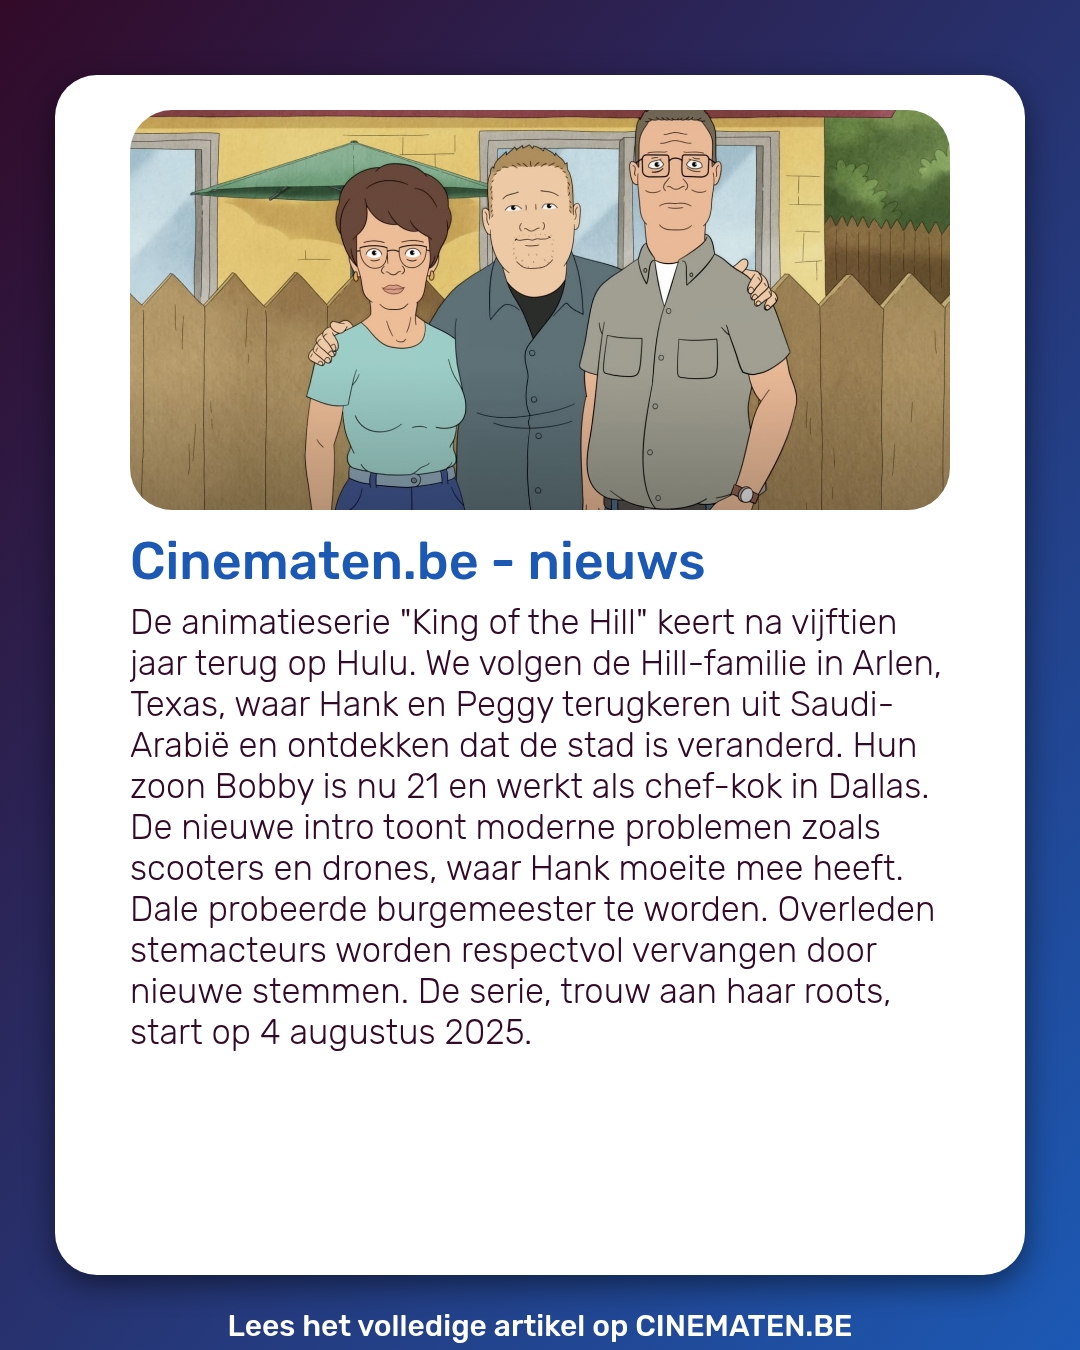 Cinematen.be - nieuws
De animatieserie "King of the Hill" keert na vijftien
jaar terug op Hulu. We volgen de Hill-familie in Arlen,
Texas, waar Hank en Peggy terugkeren uit Saudi-
Arabië en ontdekken dat de stad is veranderd. Hun
zoon Bobby is nu 21 en werkt als chef-kok in Dallas.
De nieuwe intro toont moderne problemen zoals
scooters en drones, waar Hank moeite mee heeft.
Dale probeerde burgemeester te worden. Overleden
stemacteurs worden respectvol vervangen door
nieuwe stemmen. De serie, trouw aan haar roots,
start op 4 augustus 2025.
Lees het volledige artikel op CINEMATEN.BE